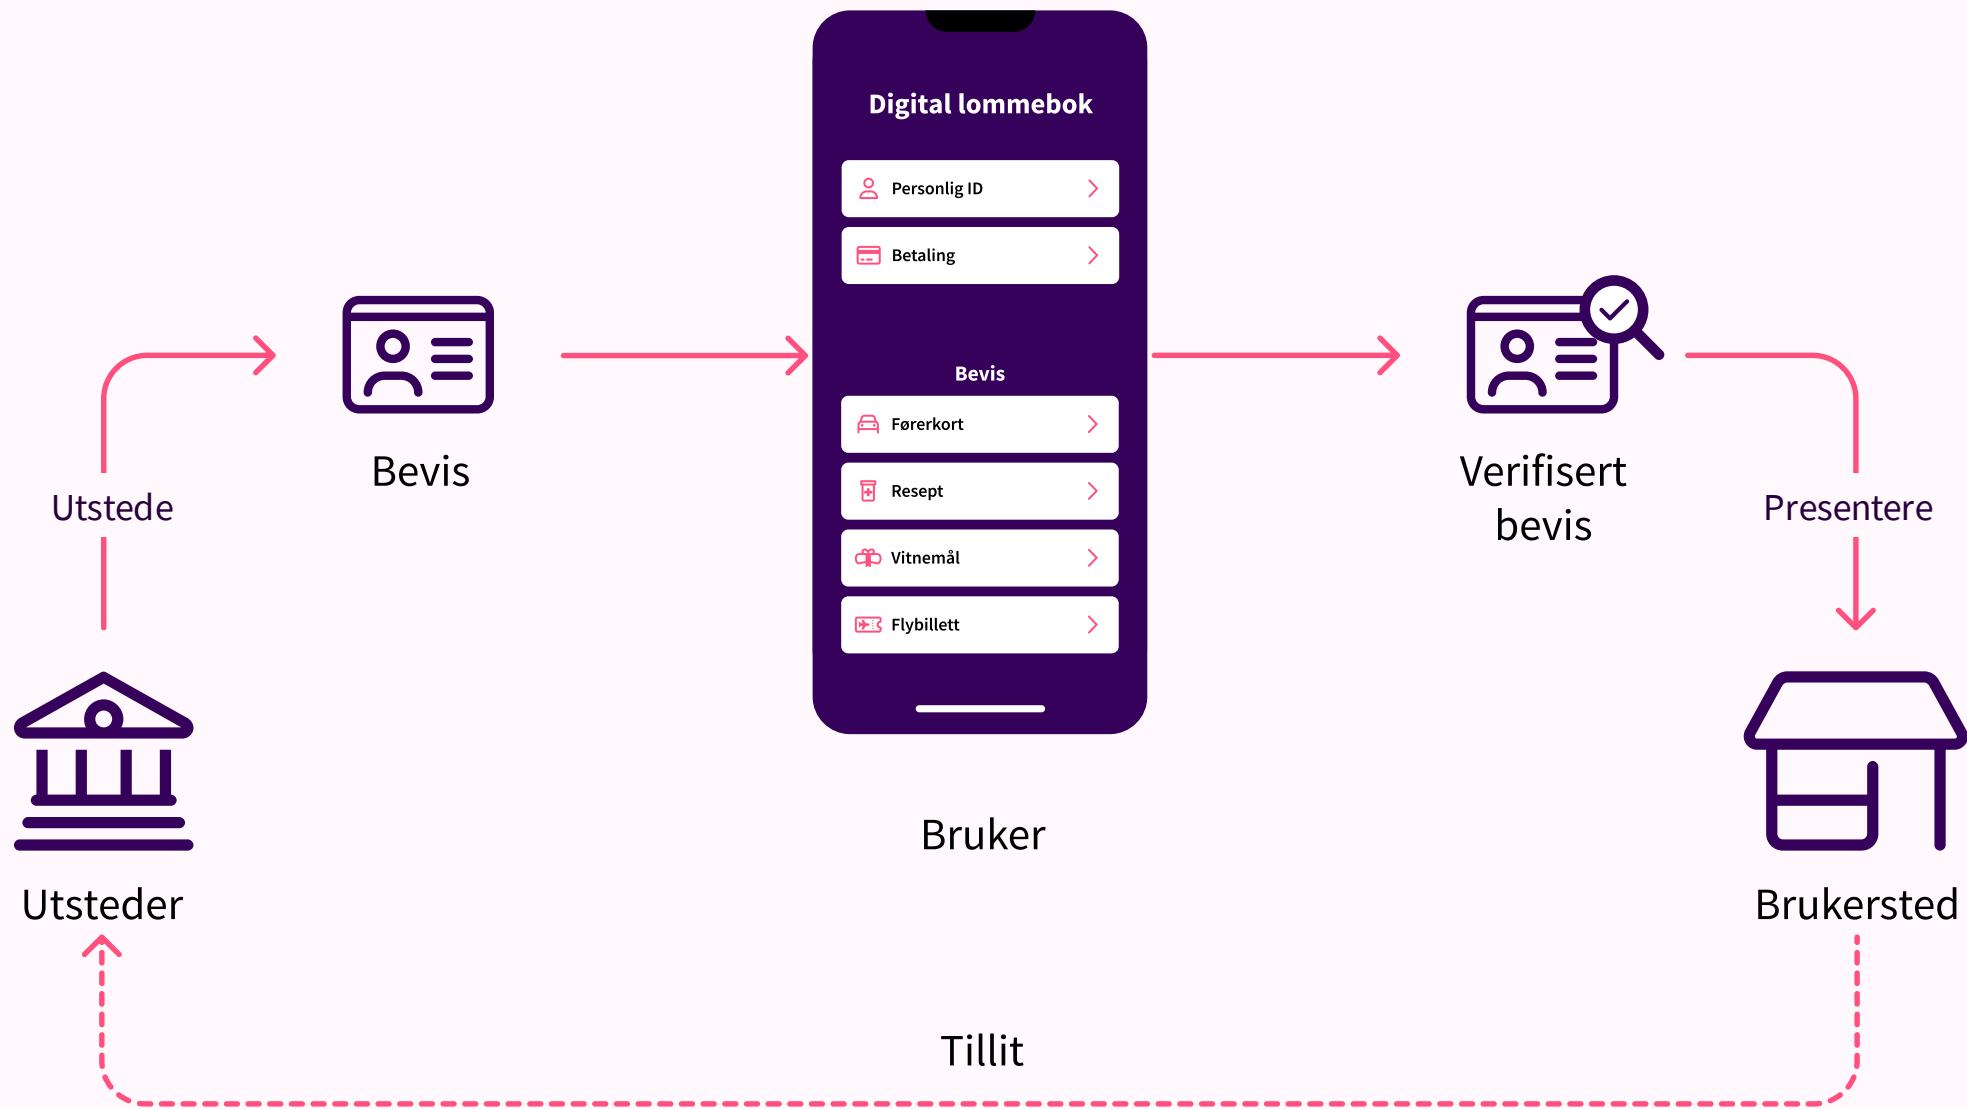 Digital lommebok
Personlig ID
Betaling
Bevis
Førerkort
Resept
Vitnemål
Flybillett
Bevis
Utstede
Verifisert
bevis
Presentere
Bruker
Utsteder
Brukersted
Tillit